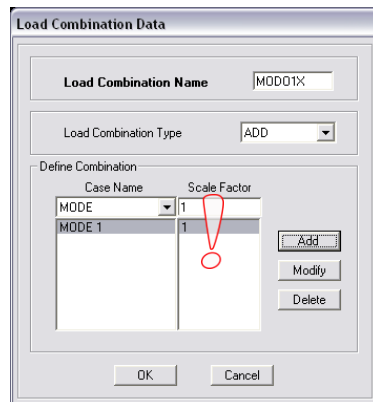 Load Combination Data
Load Combination Name MODO1X
Load Combination Type ADD
Define Combination
Case Name Scale Factor
MODE 1
MODE 1 1
Add
Modify
Delete
OK Cancel